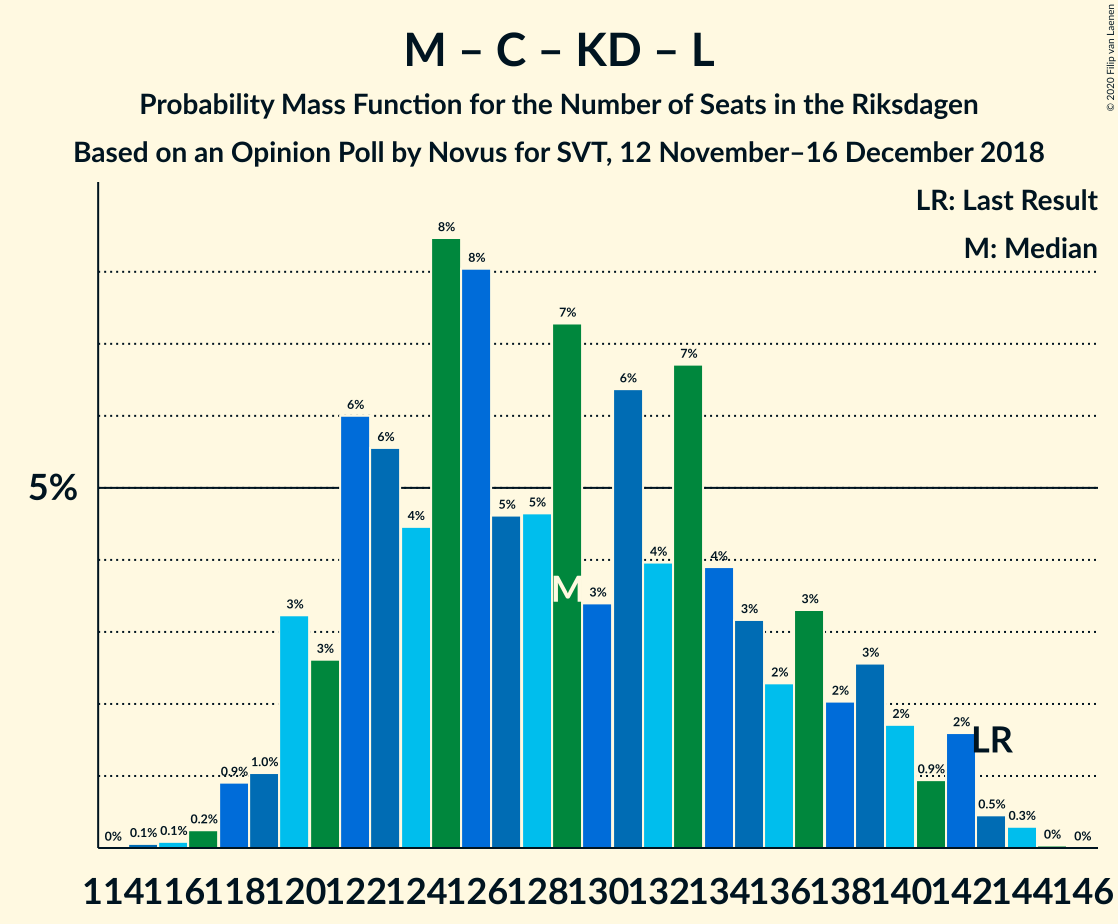 © 2020 Filip van Laenen
M – C – KD – L
Probability Mass Function for the Number of Seats in the Riksdagen
Based on an Opinion Poll by Novus for SVT, 12 November–16 December 2018
LR: Last Result
M: Median
5%
0% 0.1% 0.1% 0.2% 0.9% 1.0% 3% 3% 6% 6% 4% 8% 8% 5% 5% 7% 3% 6% 4% 7% 4% 3% 2% 3% 2% 3% 2% 0.9% 2% 0.5% 0.3% 0% 0%
M
LR
114 116 118 120 122 124 126 128 130 132 134 136 138 140 142 144 146